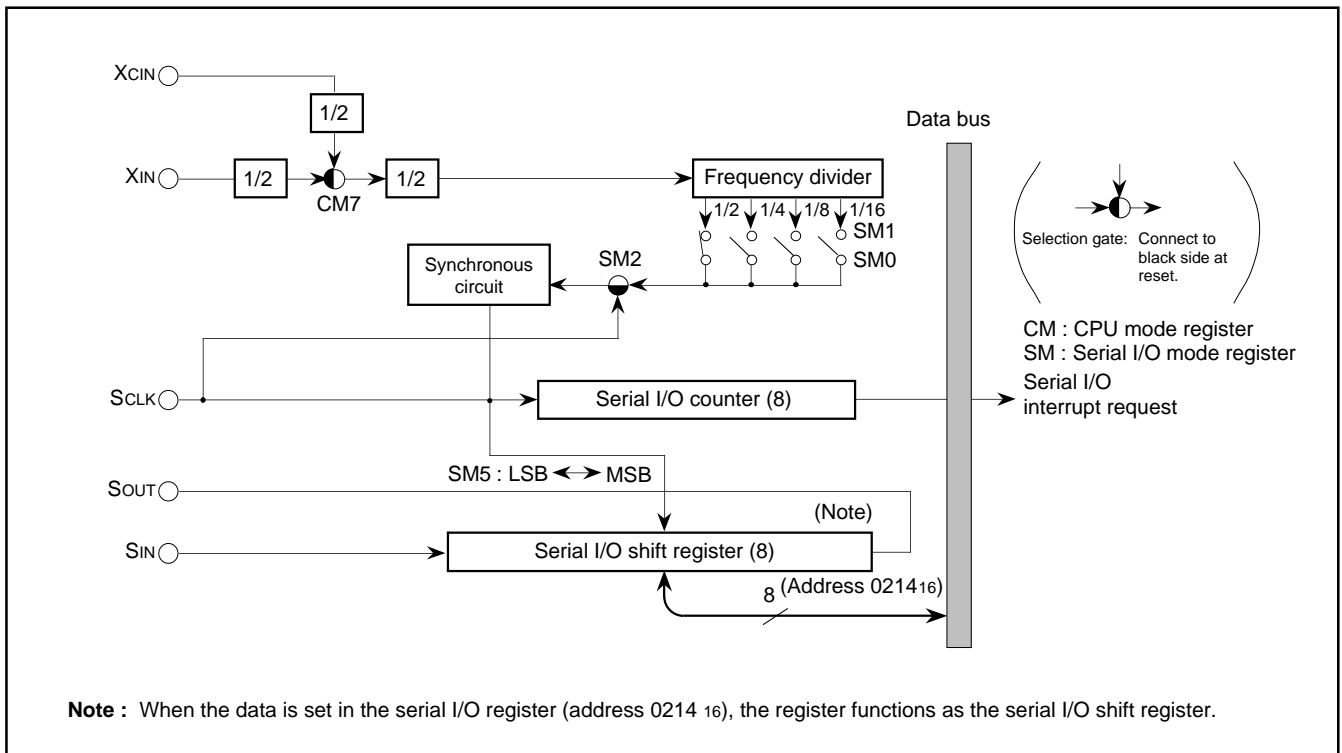 XCIN
1/2
Data bus
XIN
1/2
CM7
1/2
Frequency divider
1/2
1/4
1/8
1/16
SM1
SM0
Selection gate: Connect to
black side at
reset.
Synchronous
circuit
SM2
CM : CPU mode register
SM : Serial I/O mode register
SCLK
Serial I/O counter (8)
Serial I/O
interrupt request
SM5 : LSB ↔ MSB
SOUT
(Note)
SIN
Serial I/O shift register (8)
8
(Address 021416)
Note : When the data is set in the serial I/O register (address 0214 16), the register functions as the serial I/O shift register.